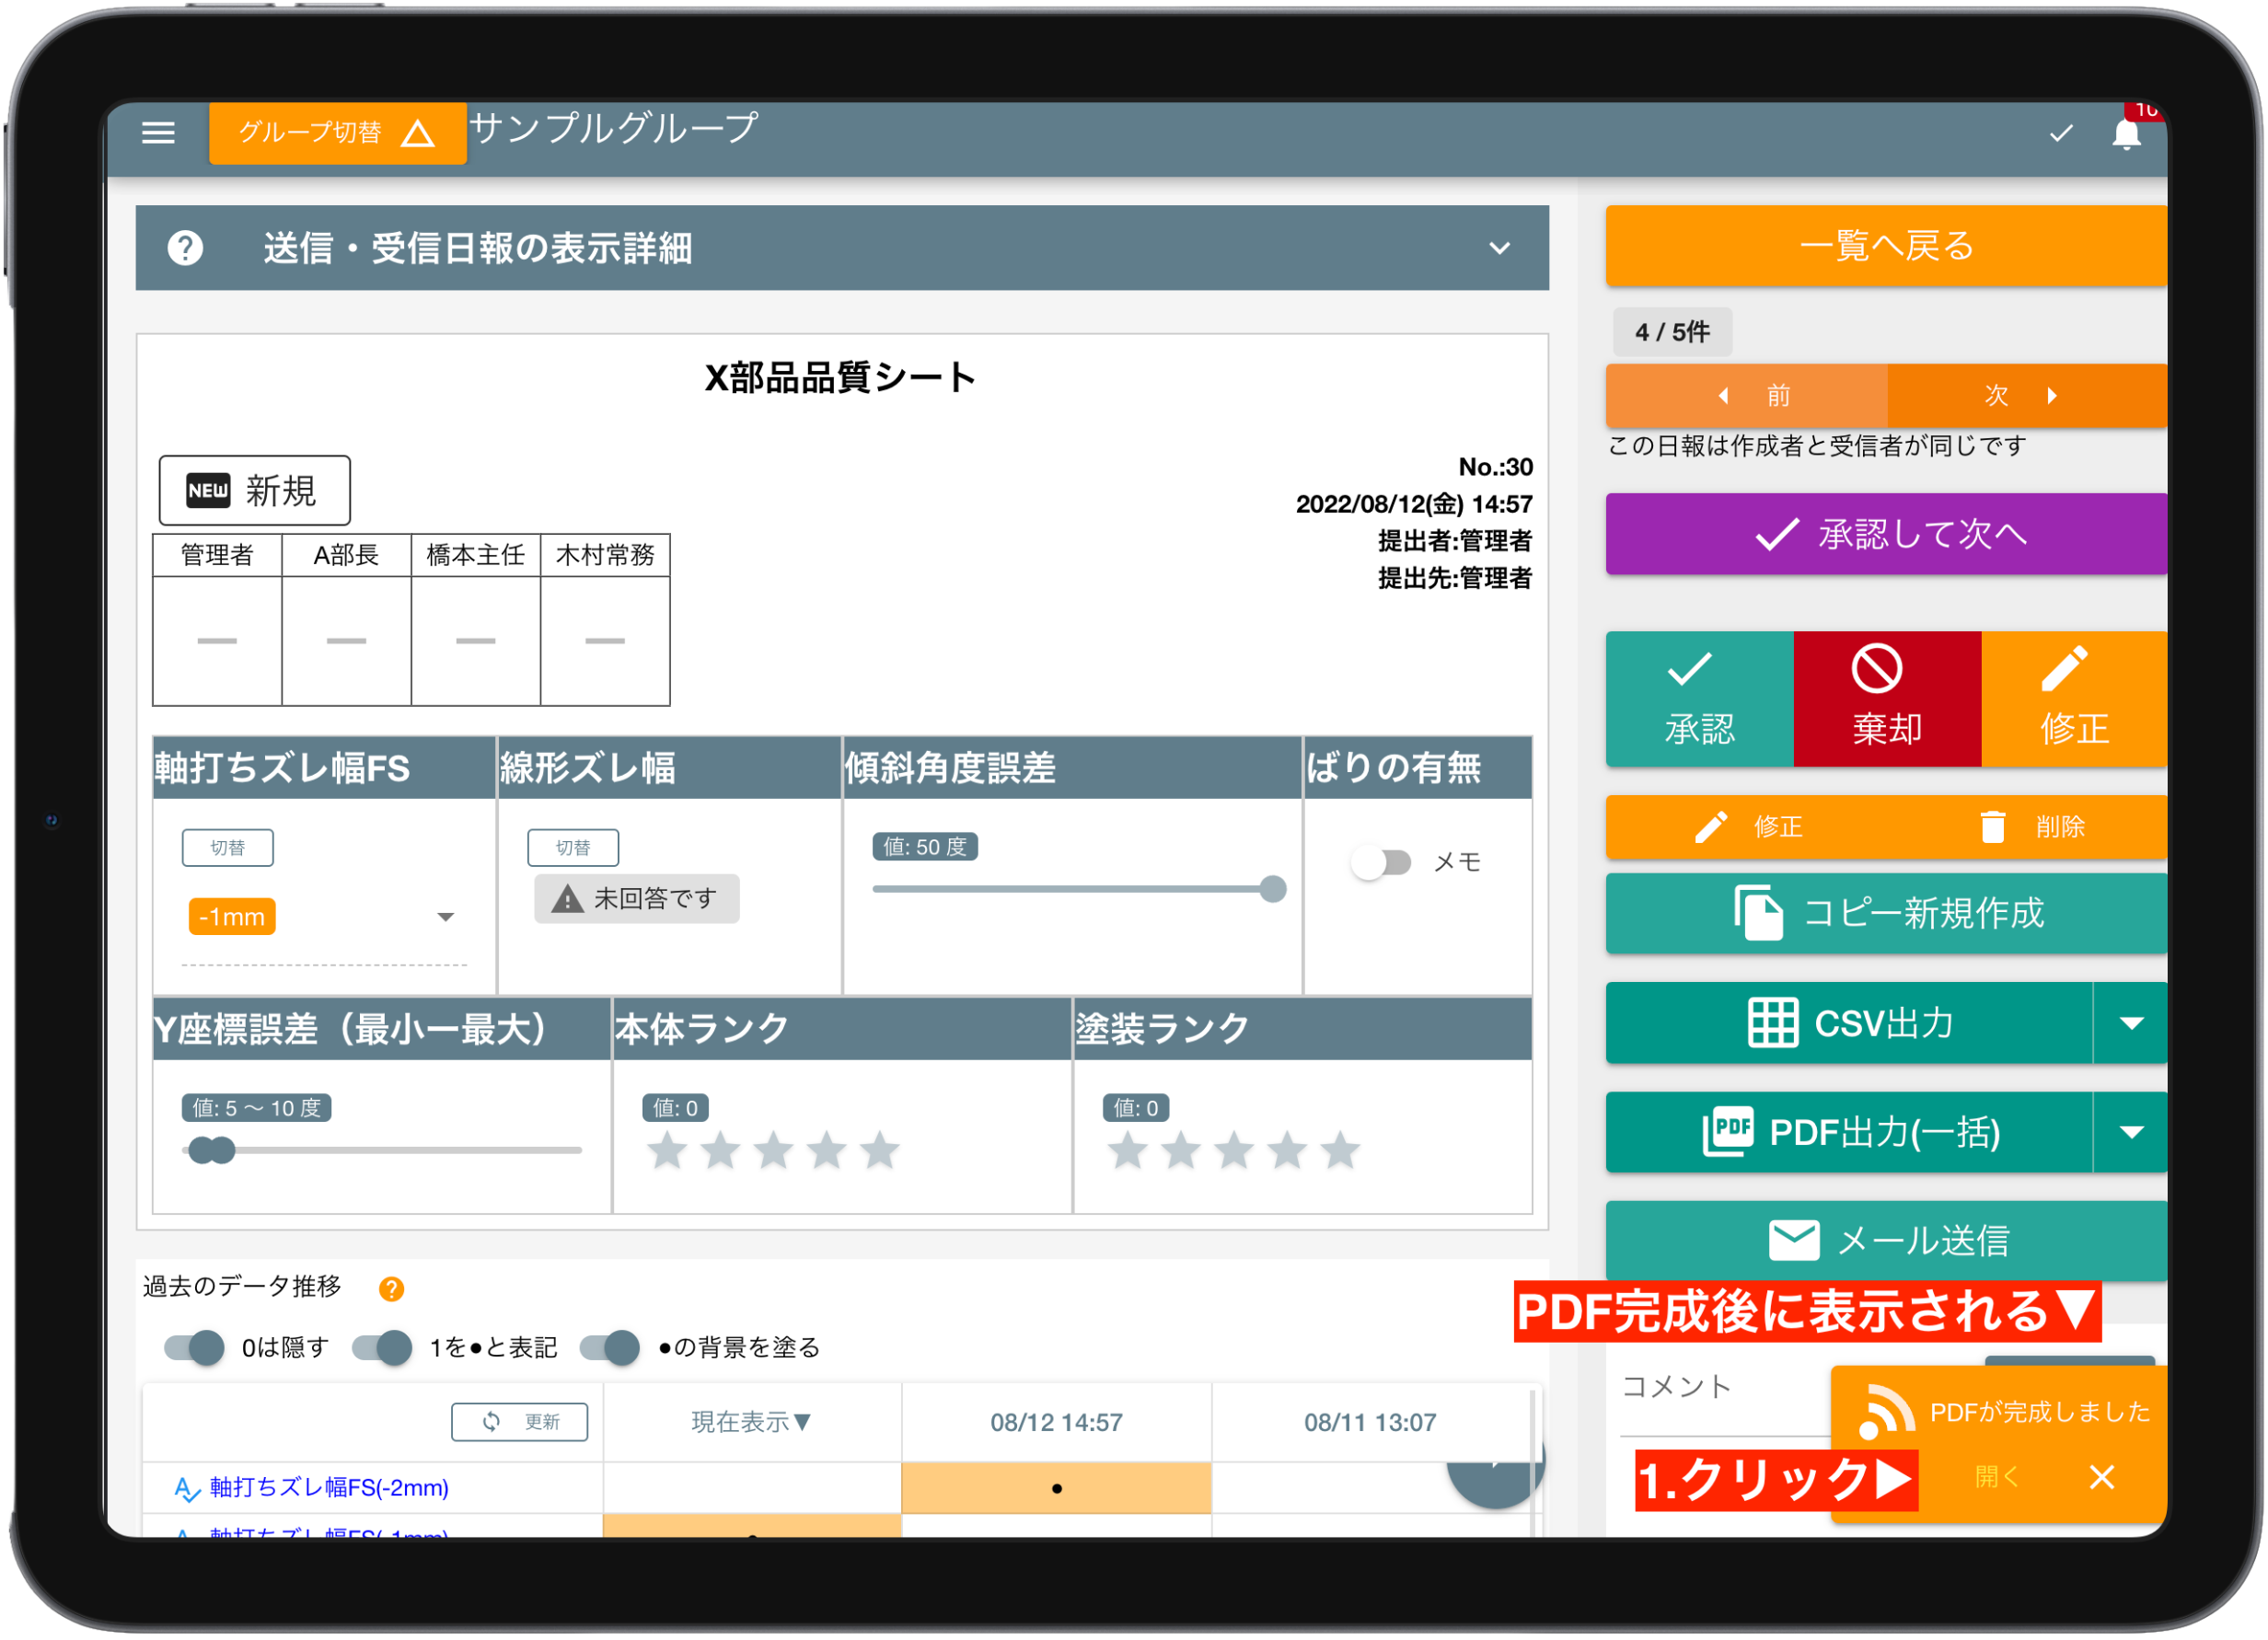 グループ切替
サンプルグループ
10
送信・受信日報の表示詳細
X部品品質シート
NEW 新規
No.:30
2022/08/12(金) 14:57
提出者:管理者
提出先:管理者
管理者 A部長 橋本主任 木村常務
軸打ちズレ幅FS 線形ズレ幅 傾斜角度誤差 ばりの有無
切替
-1mm
切替
未回答です
値: 50 度
メモ
Y座標誤差（最小ー最大） 本体ランク 塗装ランク
値: 5 〜 10 度
値: 0
値: 0
過去のデータ推移
0は隠す 1を●と表記 ●の背景を塗る
更新 現在表示▼ 08/12 14:57 08/11 13:07
軸打ちズレ幅FS(-2mm) ●
軸打ちズレ幅FS(-1mm)
一覧へ戻る
4 / 5件
前 次
この日報は作成者と受信者が同じです
承認して次へ
承認 棄却 修正
修正 削除
コピー新規作成
CSV出力
PDF PDF出力(一括)
メール送信
PDF完成後に表示される▼
コメント
PDFが完成しました
1.クリック▶
開く